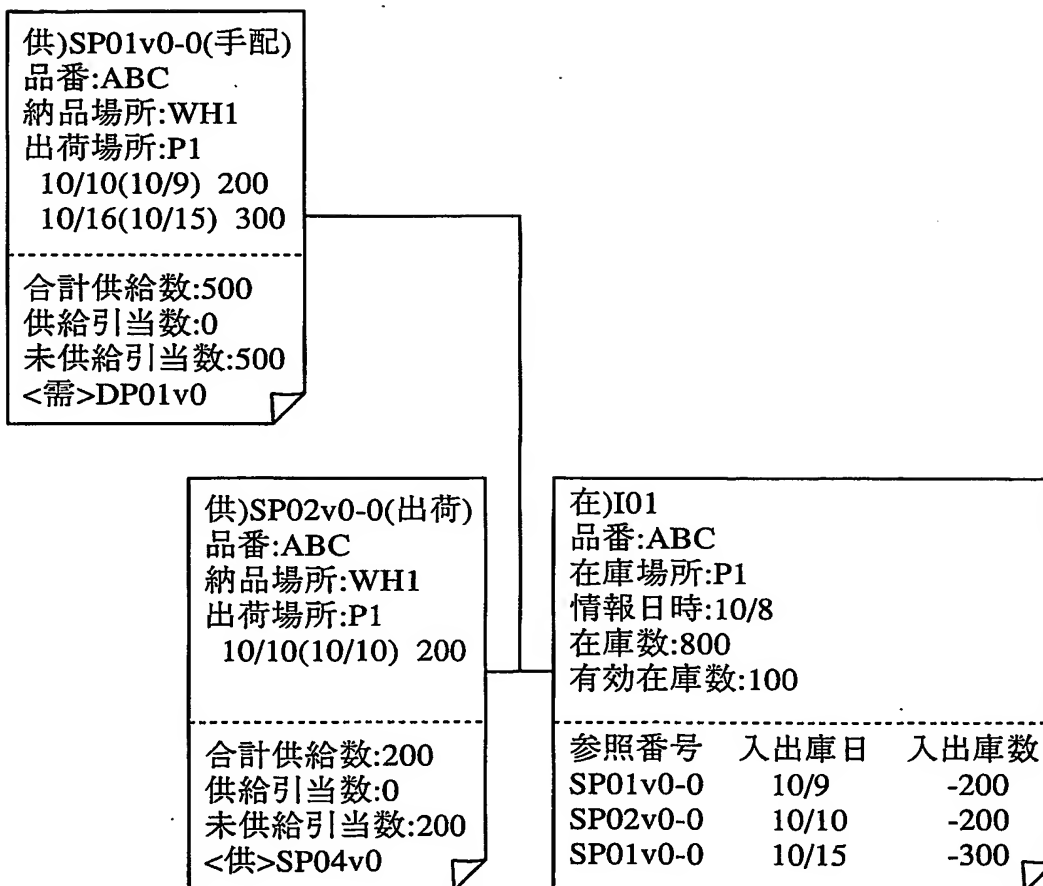 供)SP01v0-0(手配)
品番:ABC
納品場所:WH1
出荷場所:P1
10/10(10/9) 200
10/16(10/15) 300
合計供給数:500
供給引当数:0
未供給引当数:500
<需>DP01v0
供)SP02v0-0(出荷)
品番:ABC
納品場所:WH1
出荷場所:P1
10/10(10/10) 200
合計供給数:200
供給引当数:0
未供給引当数:200
<供>SP04v0
在)I01
品番:ABC
在庫場所:P1
情報日時:10/8
在庫数:800
有効在庫数:100
参照番号 入出庫日 入出庫数
SP01v0-0 10/9 -200
SP02v0-0 10/10 -200
SP01v0-0 10/15 -300